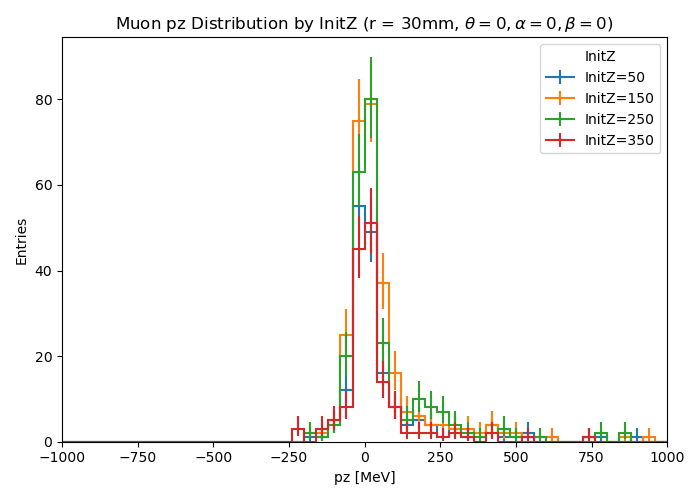 Muon pz Distribution by InitZ (r = 30mm, θ = 0, α = 0, β = 0)
InitZ
InitZ=50
InitZ=150
InitZ=250
InitZ=350
Entries
80
60
40
20
0
−1000 −750 −500 −250 0 250 500 750 1000
pz [MeV]